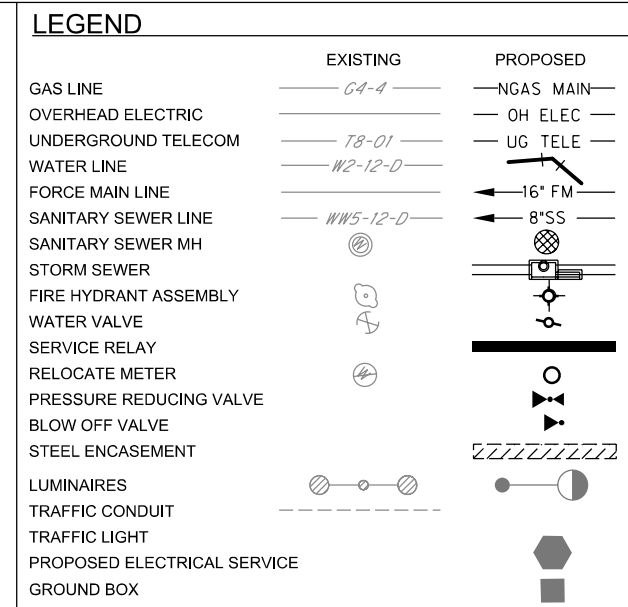 LEGEND
EXISTING PROPOSED
GAS LINE G4-4 NGAS MAIN
OVERHEAD ELECTRIC OH ELEC
UNDERGROUND TELECOM T8-01 UG TELE
WATER LINE W2-12-D
FORCE MAIN LINE 16" FM
SANITARY SEWER LINE WW5-12-D 8"SS
SANITARY SEWER MH W
STORM SEWER
FIRE HYDRANT ASSEMBLY
WATER VALVE
SERVICE RELAY
RELOCATE METER W
PRESSURE REDUCING VALVE
BLOW OFF VALVE
STEEL ENCASEMENT
LUMINAIRES
TRAFFIC CONDUIT
TRAFFIC LIGHT
PROPOSED ELECTRICAL SERVICE
GROUND BOX